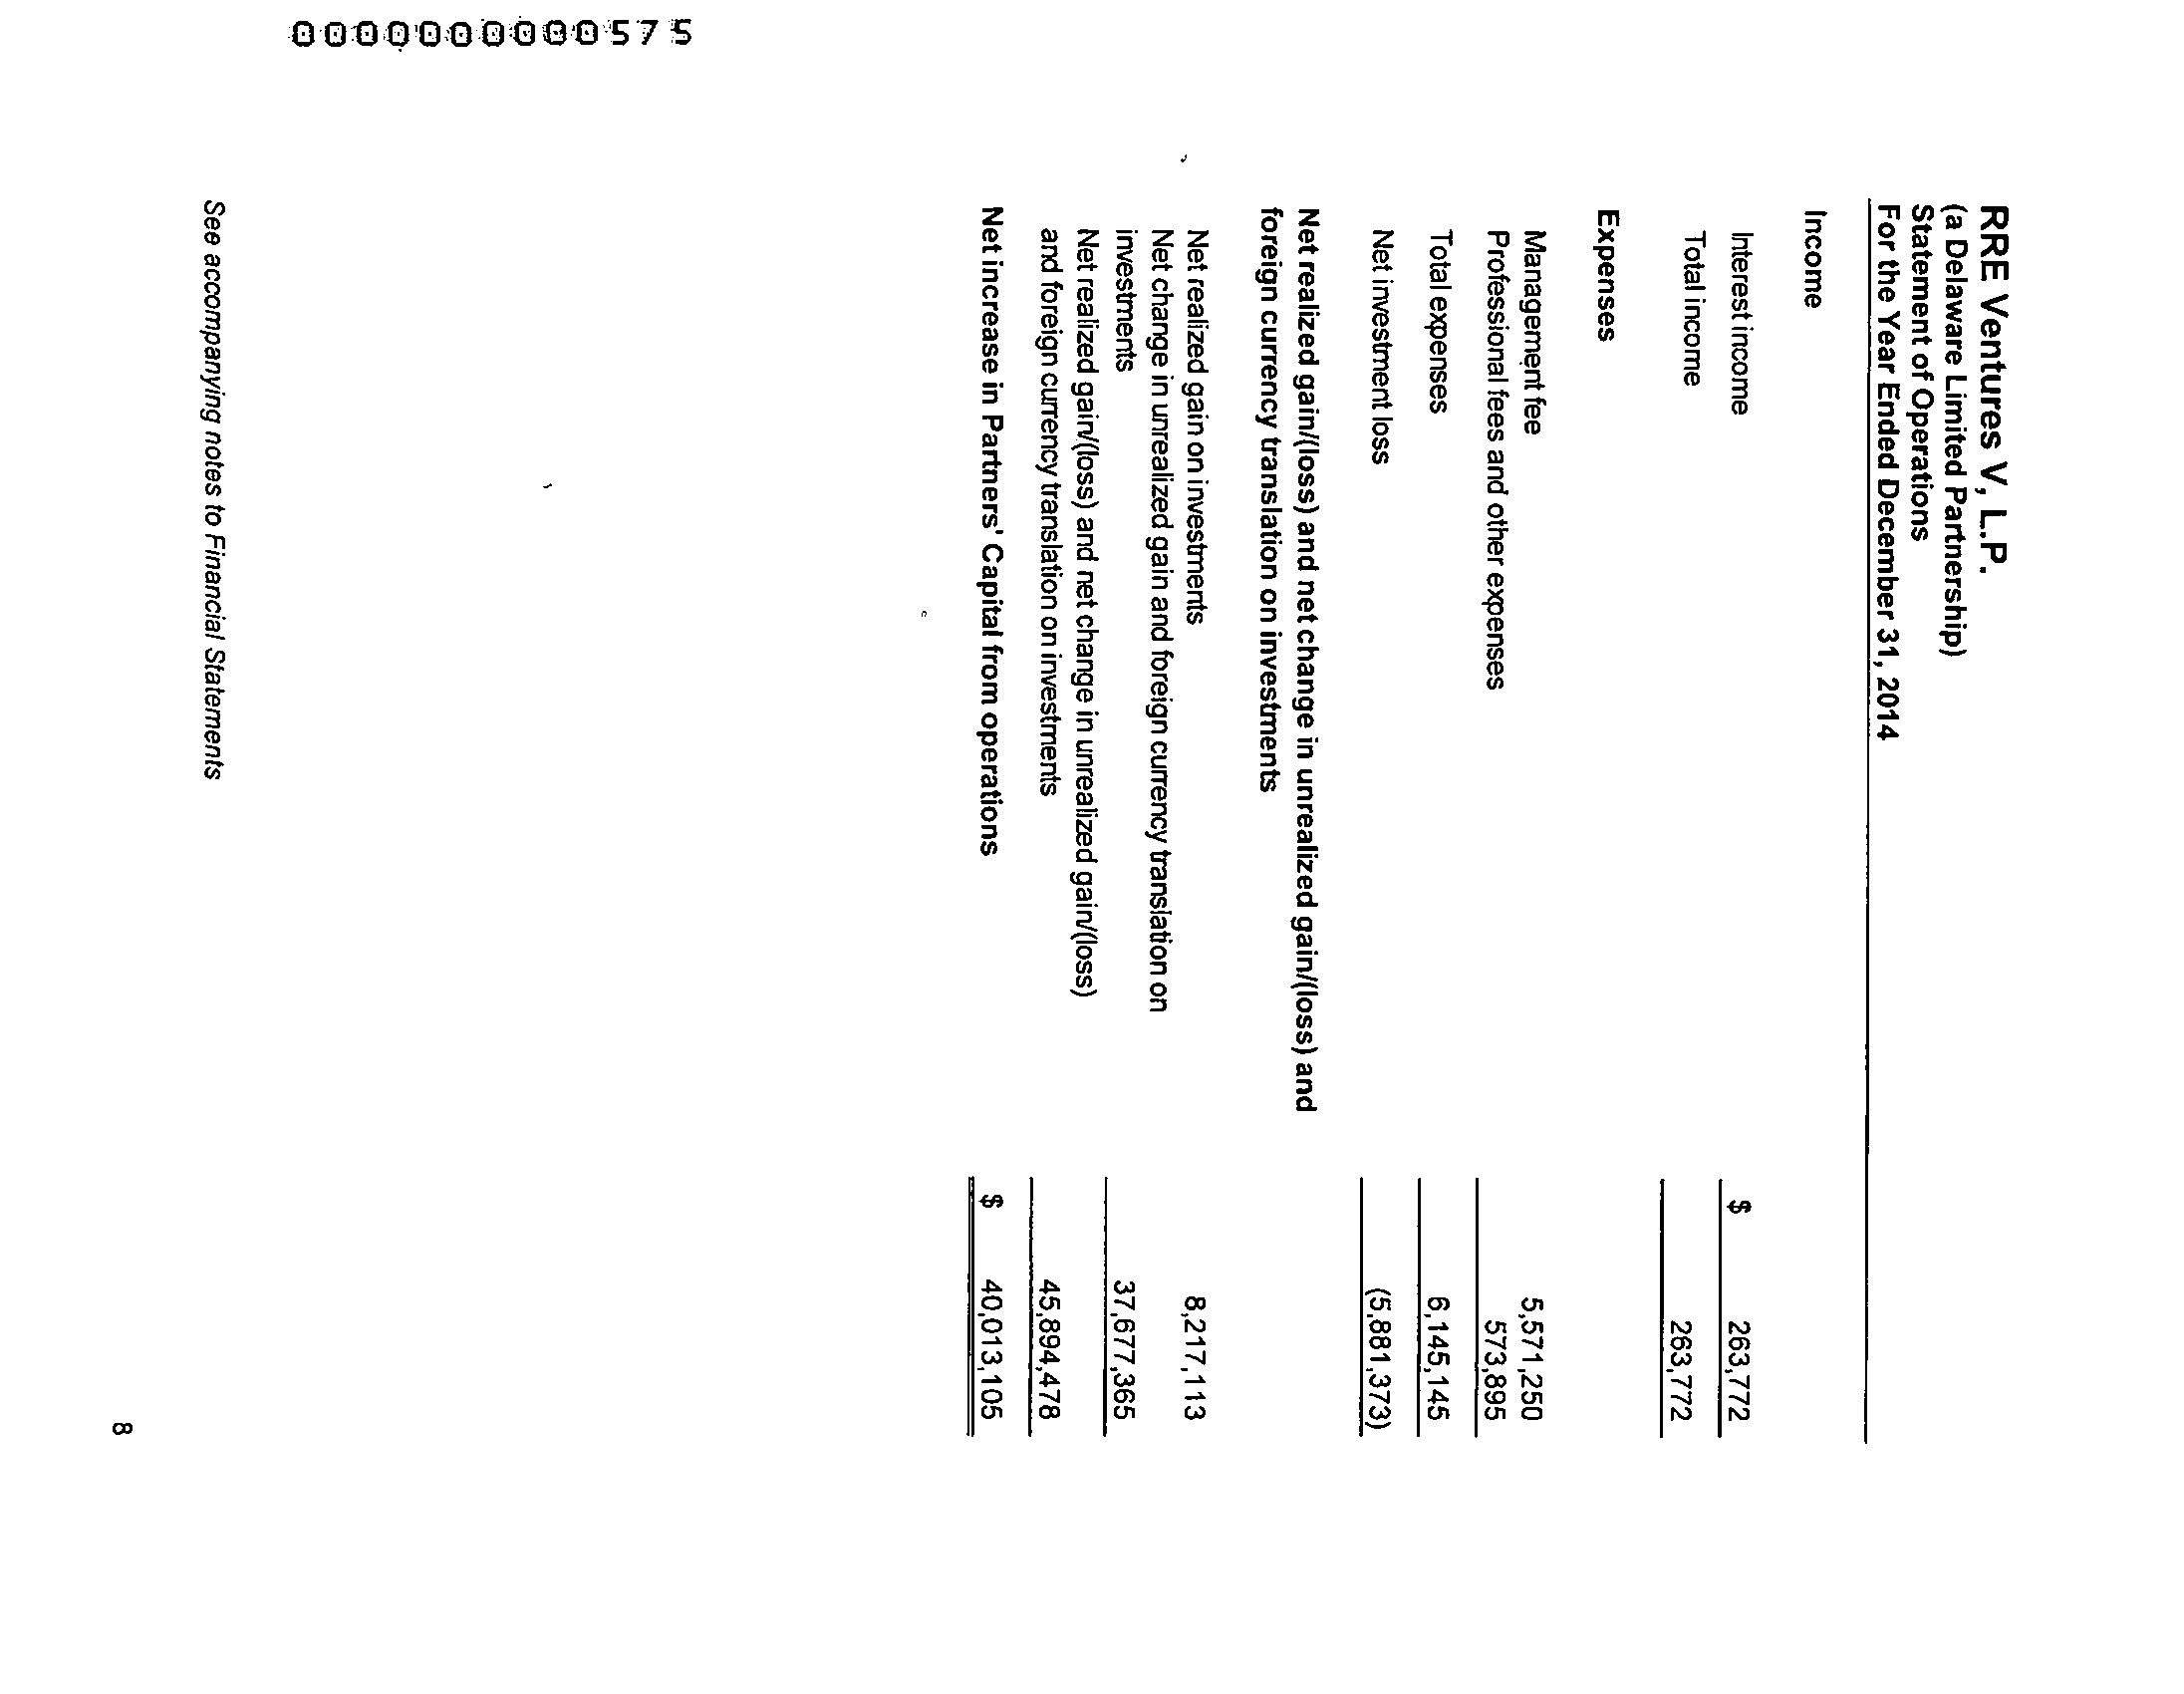 0000000000575
RRE Ventures V, L.P.
(a Delaware Limited Partnership)
Statement of Operations
For the Year Ended December 31, 2014
Income
Interest income $ 263,772
Total income 263,772
Expenses
Management fee 5,571,250
Professional fees and other expenses 573,895
Total expenses 6,145,145
Net investment loss (5,881,373)
Net realized gain/(loss) and net change in unrealized gain/(loss) and
foreign currency translation on investments
Net realized gain on investments 8,217,113
Net change in unrealized gain and foreign currency translation on
investments 37,677,365
Net realized gain/(loss) and net change in unrealized gain/(loss)
and foreign currency translation on investments 45,894,478
Net increase in Partners' Capital from operations $ 40,013,105
See accompanying notes to Financial Statements
8